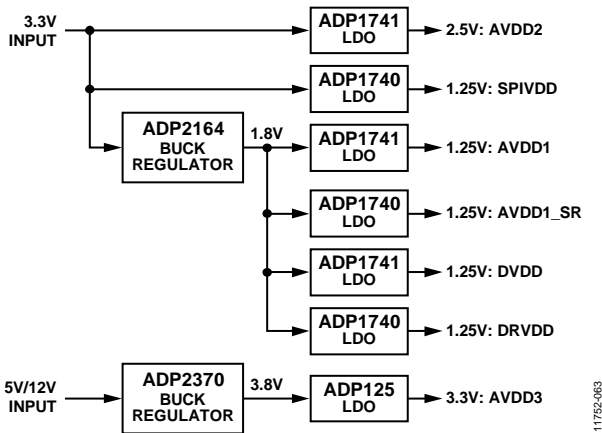 3.3V
INPUT
ADP1741
LDO
2.5V: AVDD2
ADP1740
LDO
1.25V: SPIVDD
ADP2164
BUCK
REGULATOR
1.8V
ADP1741
LDO
1.25V: AVDD1
ADP1740
LDO
1.25V: AVDD1_SR
ADP1741
LDO
1.25V: DVDD
ADP1740
LDO
1.25V: DRVDD
5V/12V
INPUT
ADP2370
BUCK
REGULATOR
3.8V
ADP125
LDO
3.3V: AVDD3
11752-063